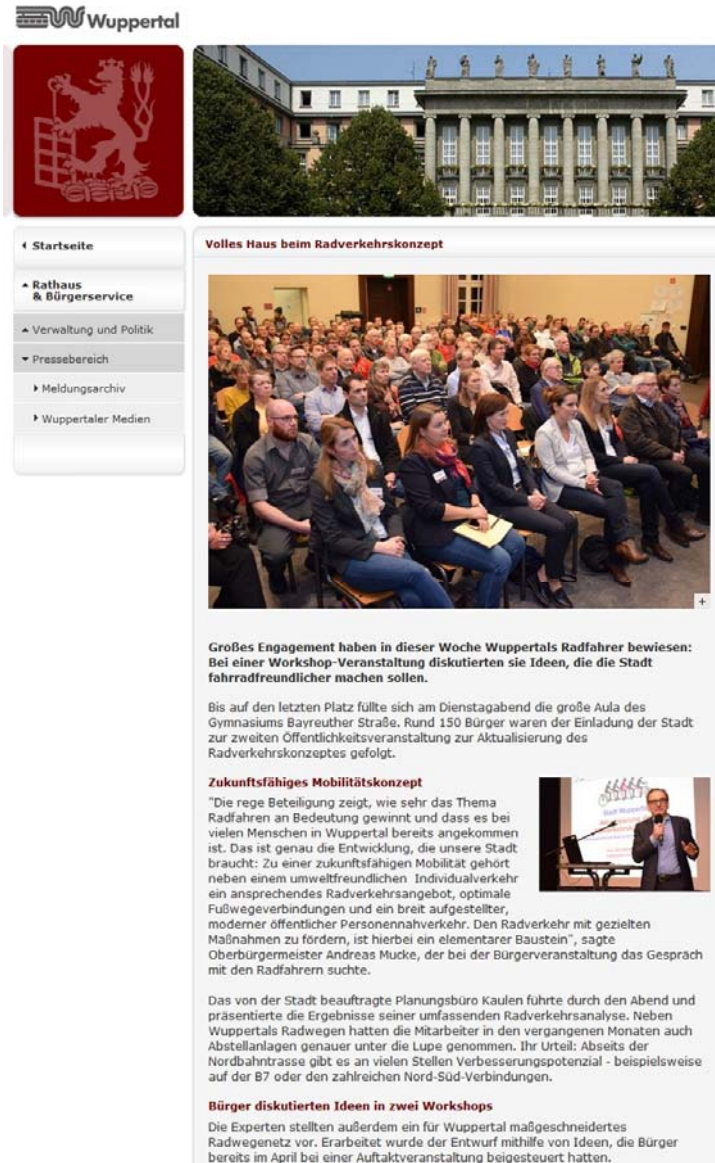 Wuppertal
Startseite
Rathaus
& Bürgerservice
Verwaltung und Politik
Pressebereich
Meldungsarchiv
Wuppertaler Medien
Volles Haus beim Radverkehrskonzept
+
Großes Engagement haben in dieser Woche Wuppertals Radfahrer bewiesen:
Bei einer Workshop-Veranstaltung diskutierten sie Ideen, die die Stadt
fahrradfreundlicher machen sollen.
Bis auf den letzten Platz füllte sich am Dienstagabend die große Aula des
Gymnasiums Bayreuther Straße. Rund 150 Bürger waren der Einladung der Stadt
zur zweiten Öffentlichkeitsveranstaltung zur Aktualisierung des
Radverkehrskonzeptes gefolgt.
Zukunftsfähiges Mobilitätskonzept
"Die rege Beteiligung zeigt, wie sehr das Thema
Radfahren an Bedeutung gewinnt und dass es bei
vielen Menschen in Wuppertal bereits angekommen
ist. Das ist genau die Entwicklung, die unsere Stadt
braucht: Zu einer zukunftsfähigen Mobilität gehört
neben einem umweltfreundlichen Individualverkehr
ein ansprechendes Radverkehrsangebot, optimale
Fußwegeverbindungen und ein breit aufgestellter,
moderner öffentlicher Personennahverkehr. Den Radverkehr mit gezielten
Maßnahmen zu fördern, ist hierbei ein elementarer Baustein", sagte
Oberbürgermeister Andreas Mucke, der bei der Bürgerveranstaltung das Gespräch
mit den Radfahrern suchte.
Das von der Stadt beauftragte Planungsbüro Kaulen führte durch den Abend und
präsentierte die Ergebnisse seiner umfassenden Radverkehrsanalyse. Neben
Wuppertals Radwegen hatten die Mitarbeiter in den vergangenen Monaten auch
Abstellanlagen genauer unter die Lupe genommen. Ihr Urteil: Abseits der
Nordbahntrasse gibt es an vielen Stellen Verbesserungspotenzial - beispielsweise
auf der B7 oder den zahlreichen Nord-Süd-Verbindungen.
Bürger diskutierten Ideen in zwei Workshops
Die Experten stellten außerdem ein für Wuppertal maßgeschneidertes
Radwegenetz vor. Erarbeitet wurde der Entwurf mithilfe von Ideen, die Bürger
bereits im April bei einer Auftaktveranstaltung beigesteuert hatten.